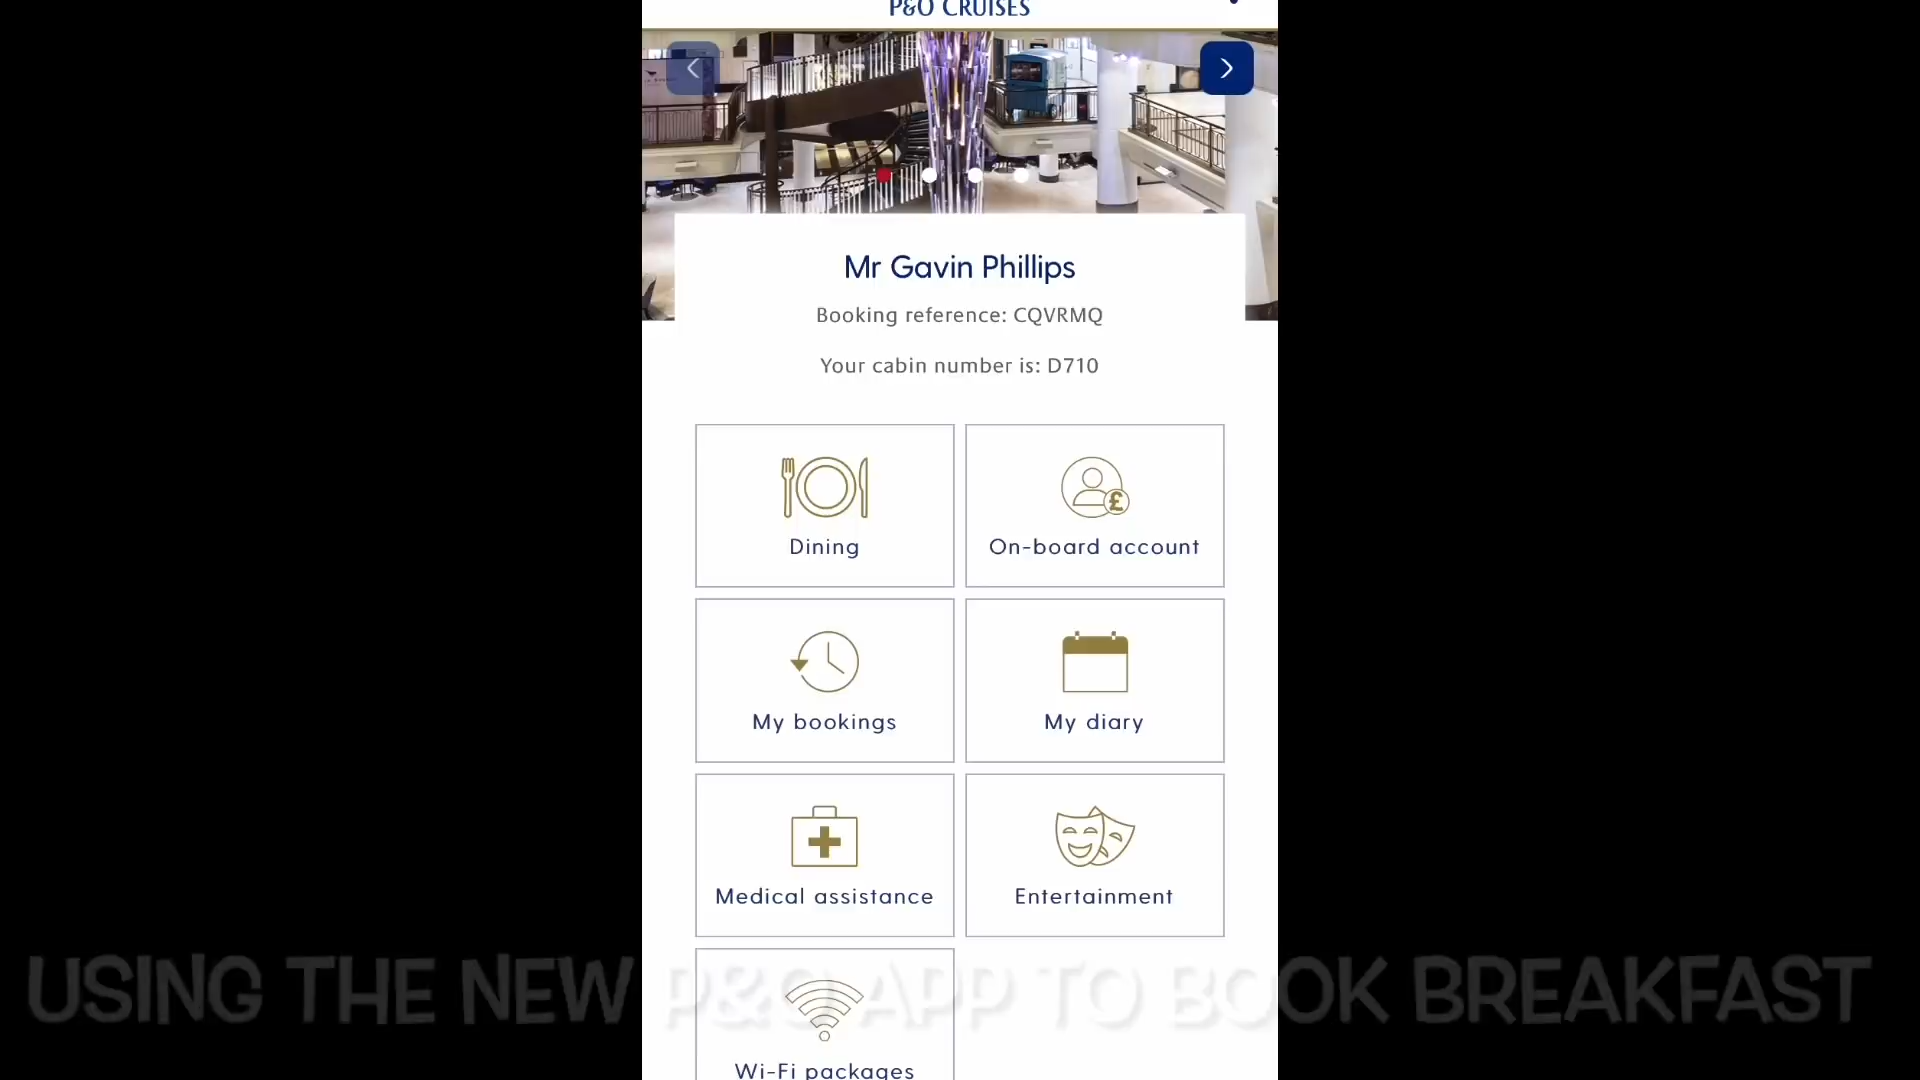 P&O CRUISES
Mr Gavin Phillips
Booking reference: CQVRMQ
Your cabin number is: D710
Dining
On-board account
My bookings
My diary
Medical assistance
Entertainment
Wi-Fi packages
USING THE NEW P&O APP TO BOOK BREAKFAST